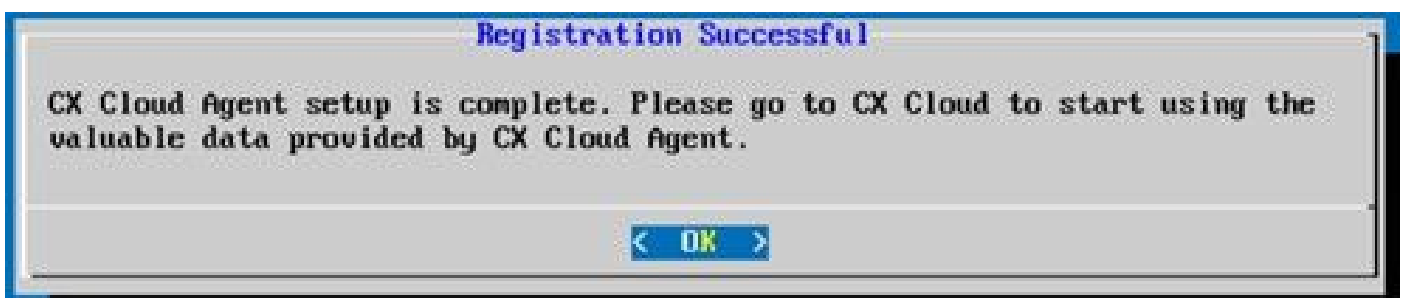 Registration Successful
CX Cloud Agent setup is complete. Please go to CX Cloud to start using the
valuable data provided by CX Cloud Agent.
< OK >